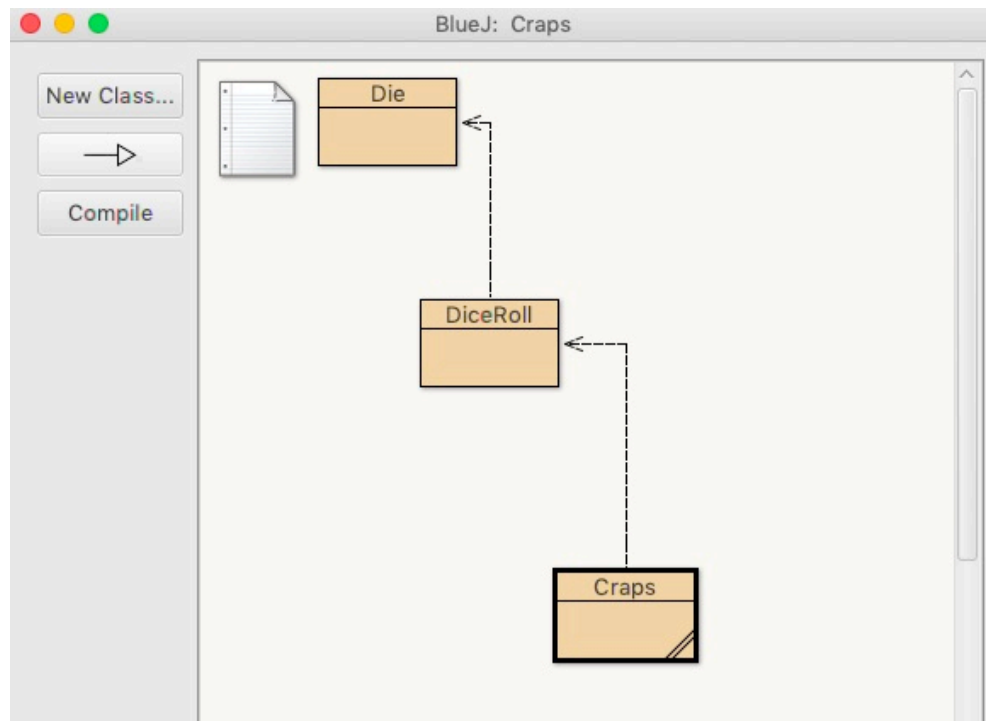 BlueJ: Craps
New Class...
Compile
Die
DiceRoll
Craps